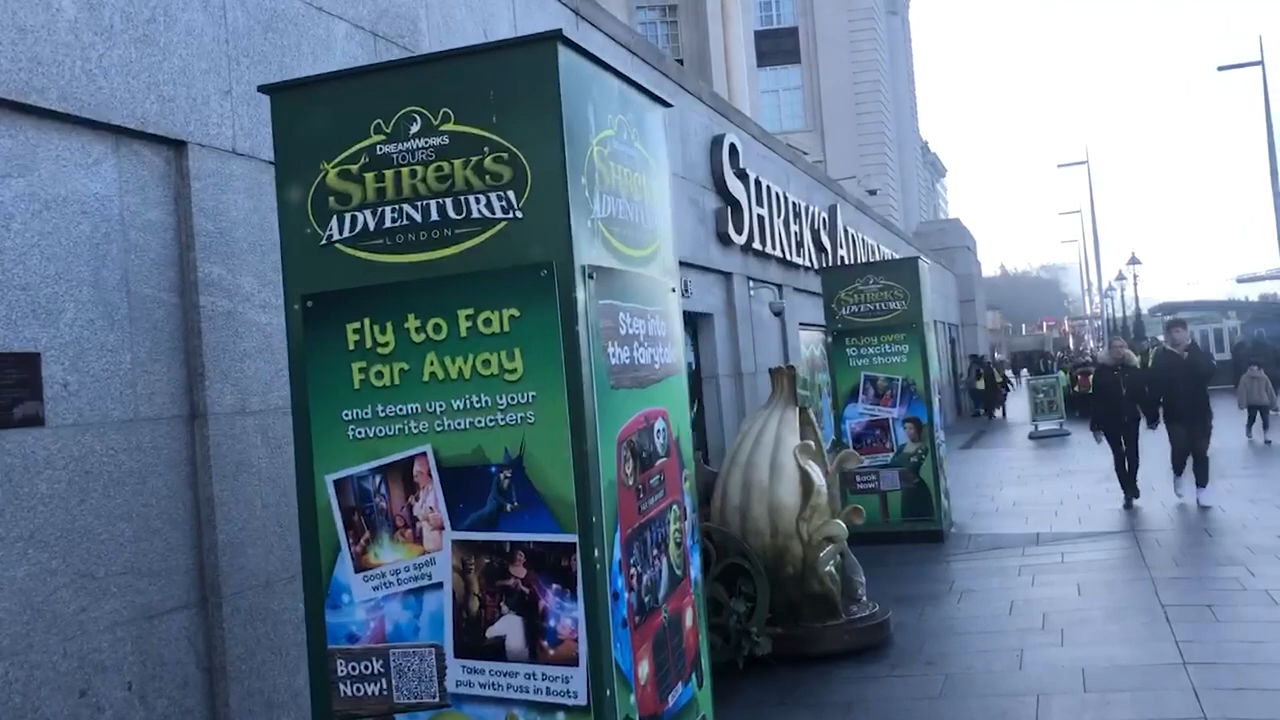 DREAMWORKS
TOURS
SHREK'S
ADVENTURE!
LONDON
Fly to Far
Far Away
and team up with your
favourite characters
Cook up a spell
with Donkey
Take cover at Doris'
pub with Puss in Boots
Book
Now!
SHREK'S
ADVENTURE!
Step into
the fairytale
SHREK'S ADVENTURE
SHREK'S
ADVENTURE!
Enjoy over
10 exciting
live shows
Book
Now!